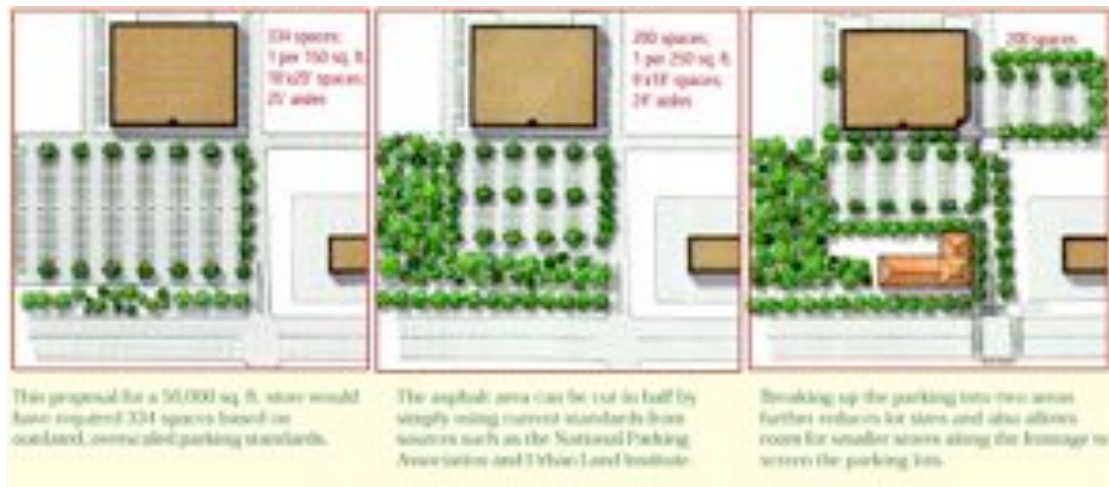 334 spaces;
1 per 150 sq. ft.
10'x20' spaces;
25' aisles
200 spaces;
1 per 250 sq. ft.
9'x18' spaces;
24' aisles
200 spaces
This proposal for a 50,000 sq. ft. store would
have required 334 spaces based on
outdated, overscaled parking standards.
The asphalt area can be cut in half by
simply using current standards from
sources such as the National Parking
Association and Urban Land Institute
Breaking up the parking into two areas
further reduces lot sizes and also allows
room for smaller stores along the frontage to
screen the parking lots.